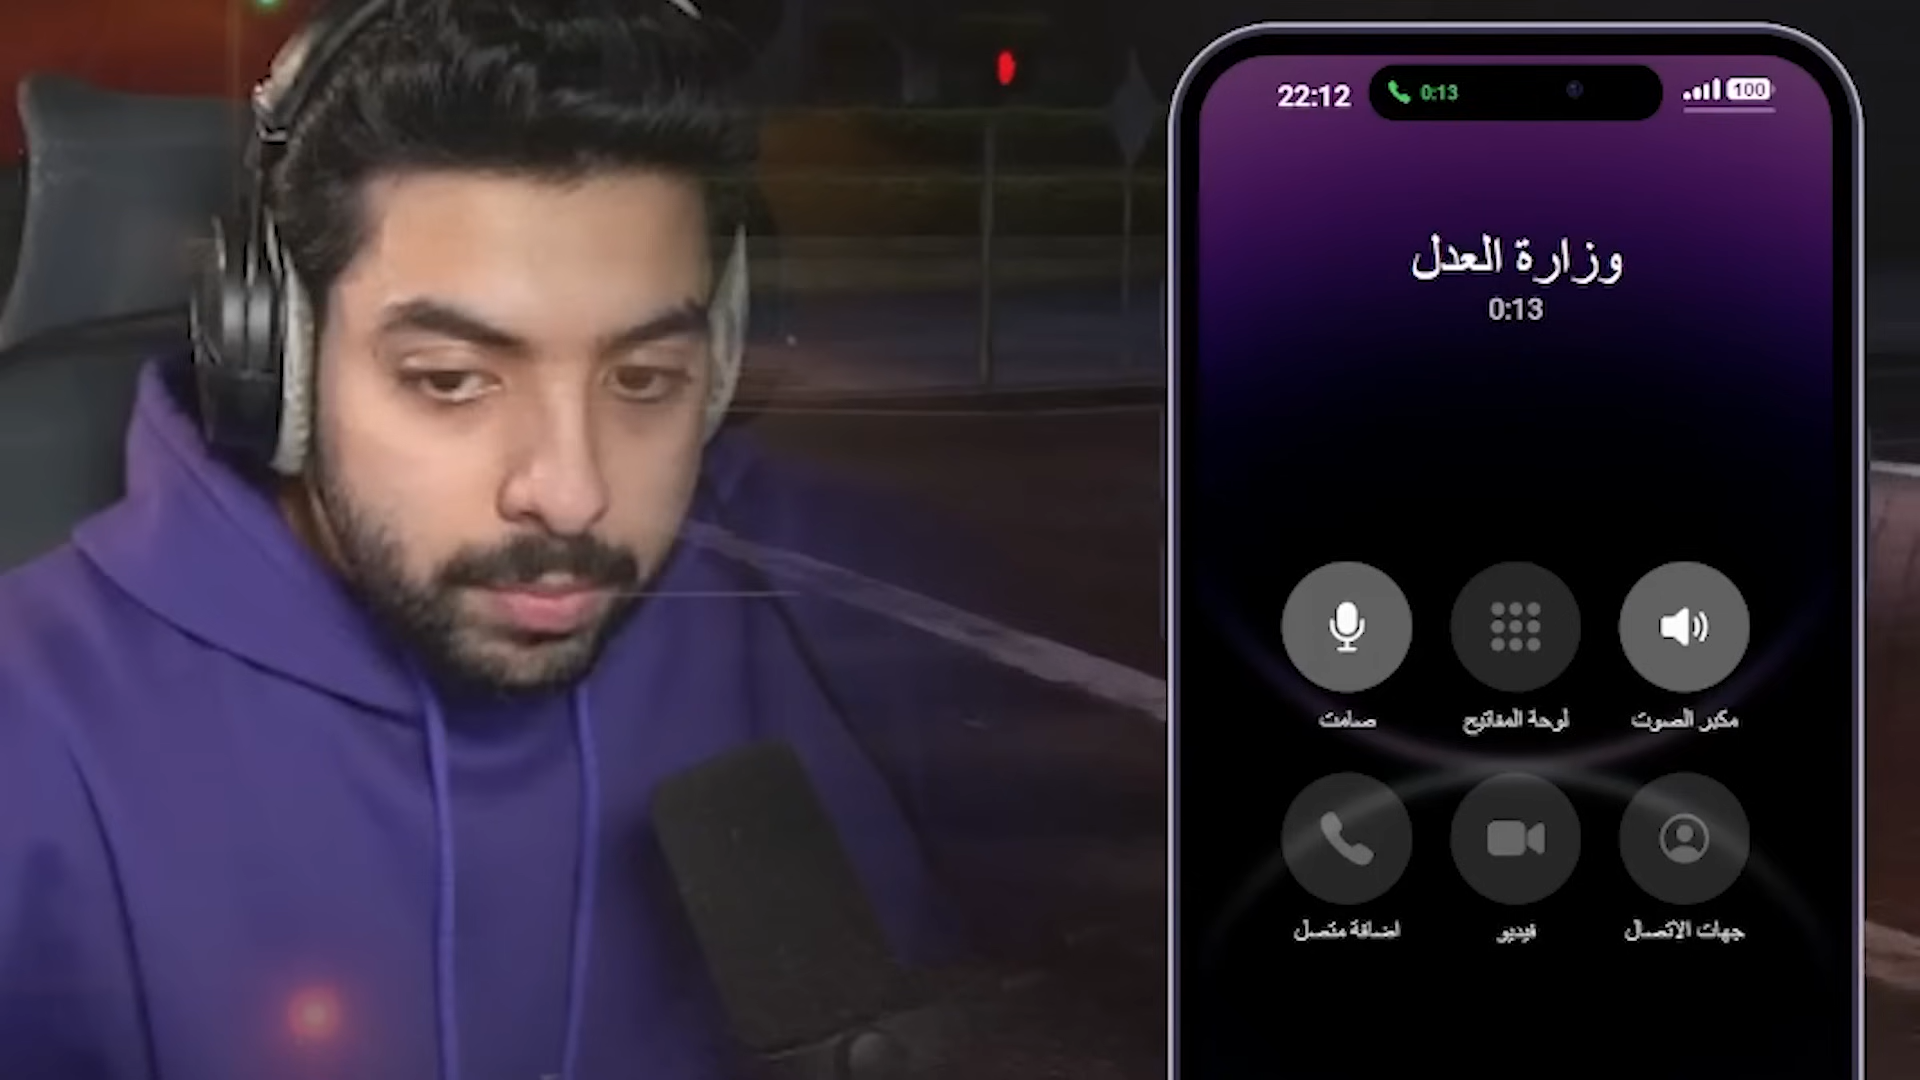 22:12 0:13 100
وزارة العدل
0:13
صامت لوحة المفاتيح مكبر الصوت
اضافة متصل فيديو جهات الاتصال